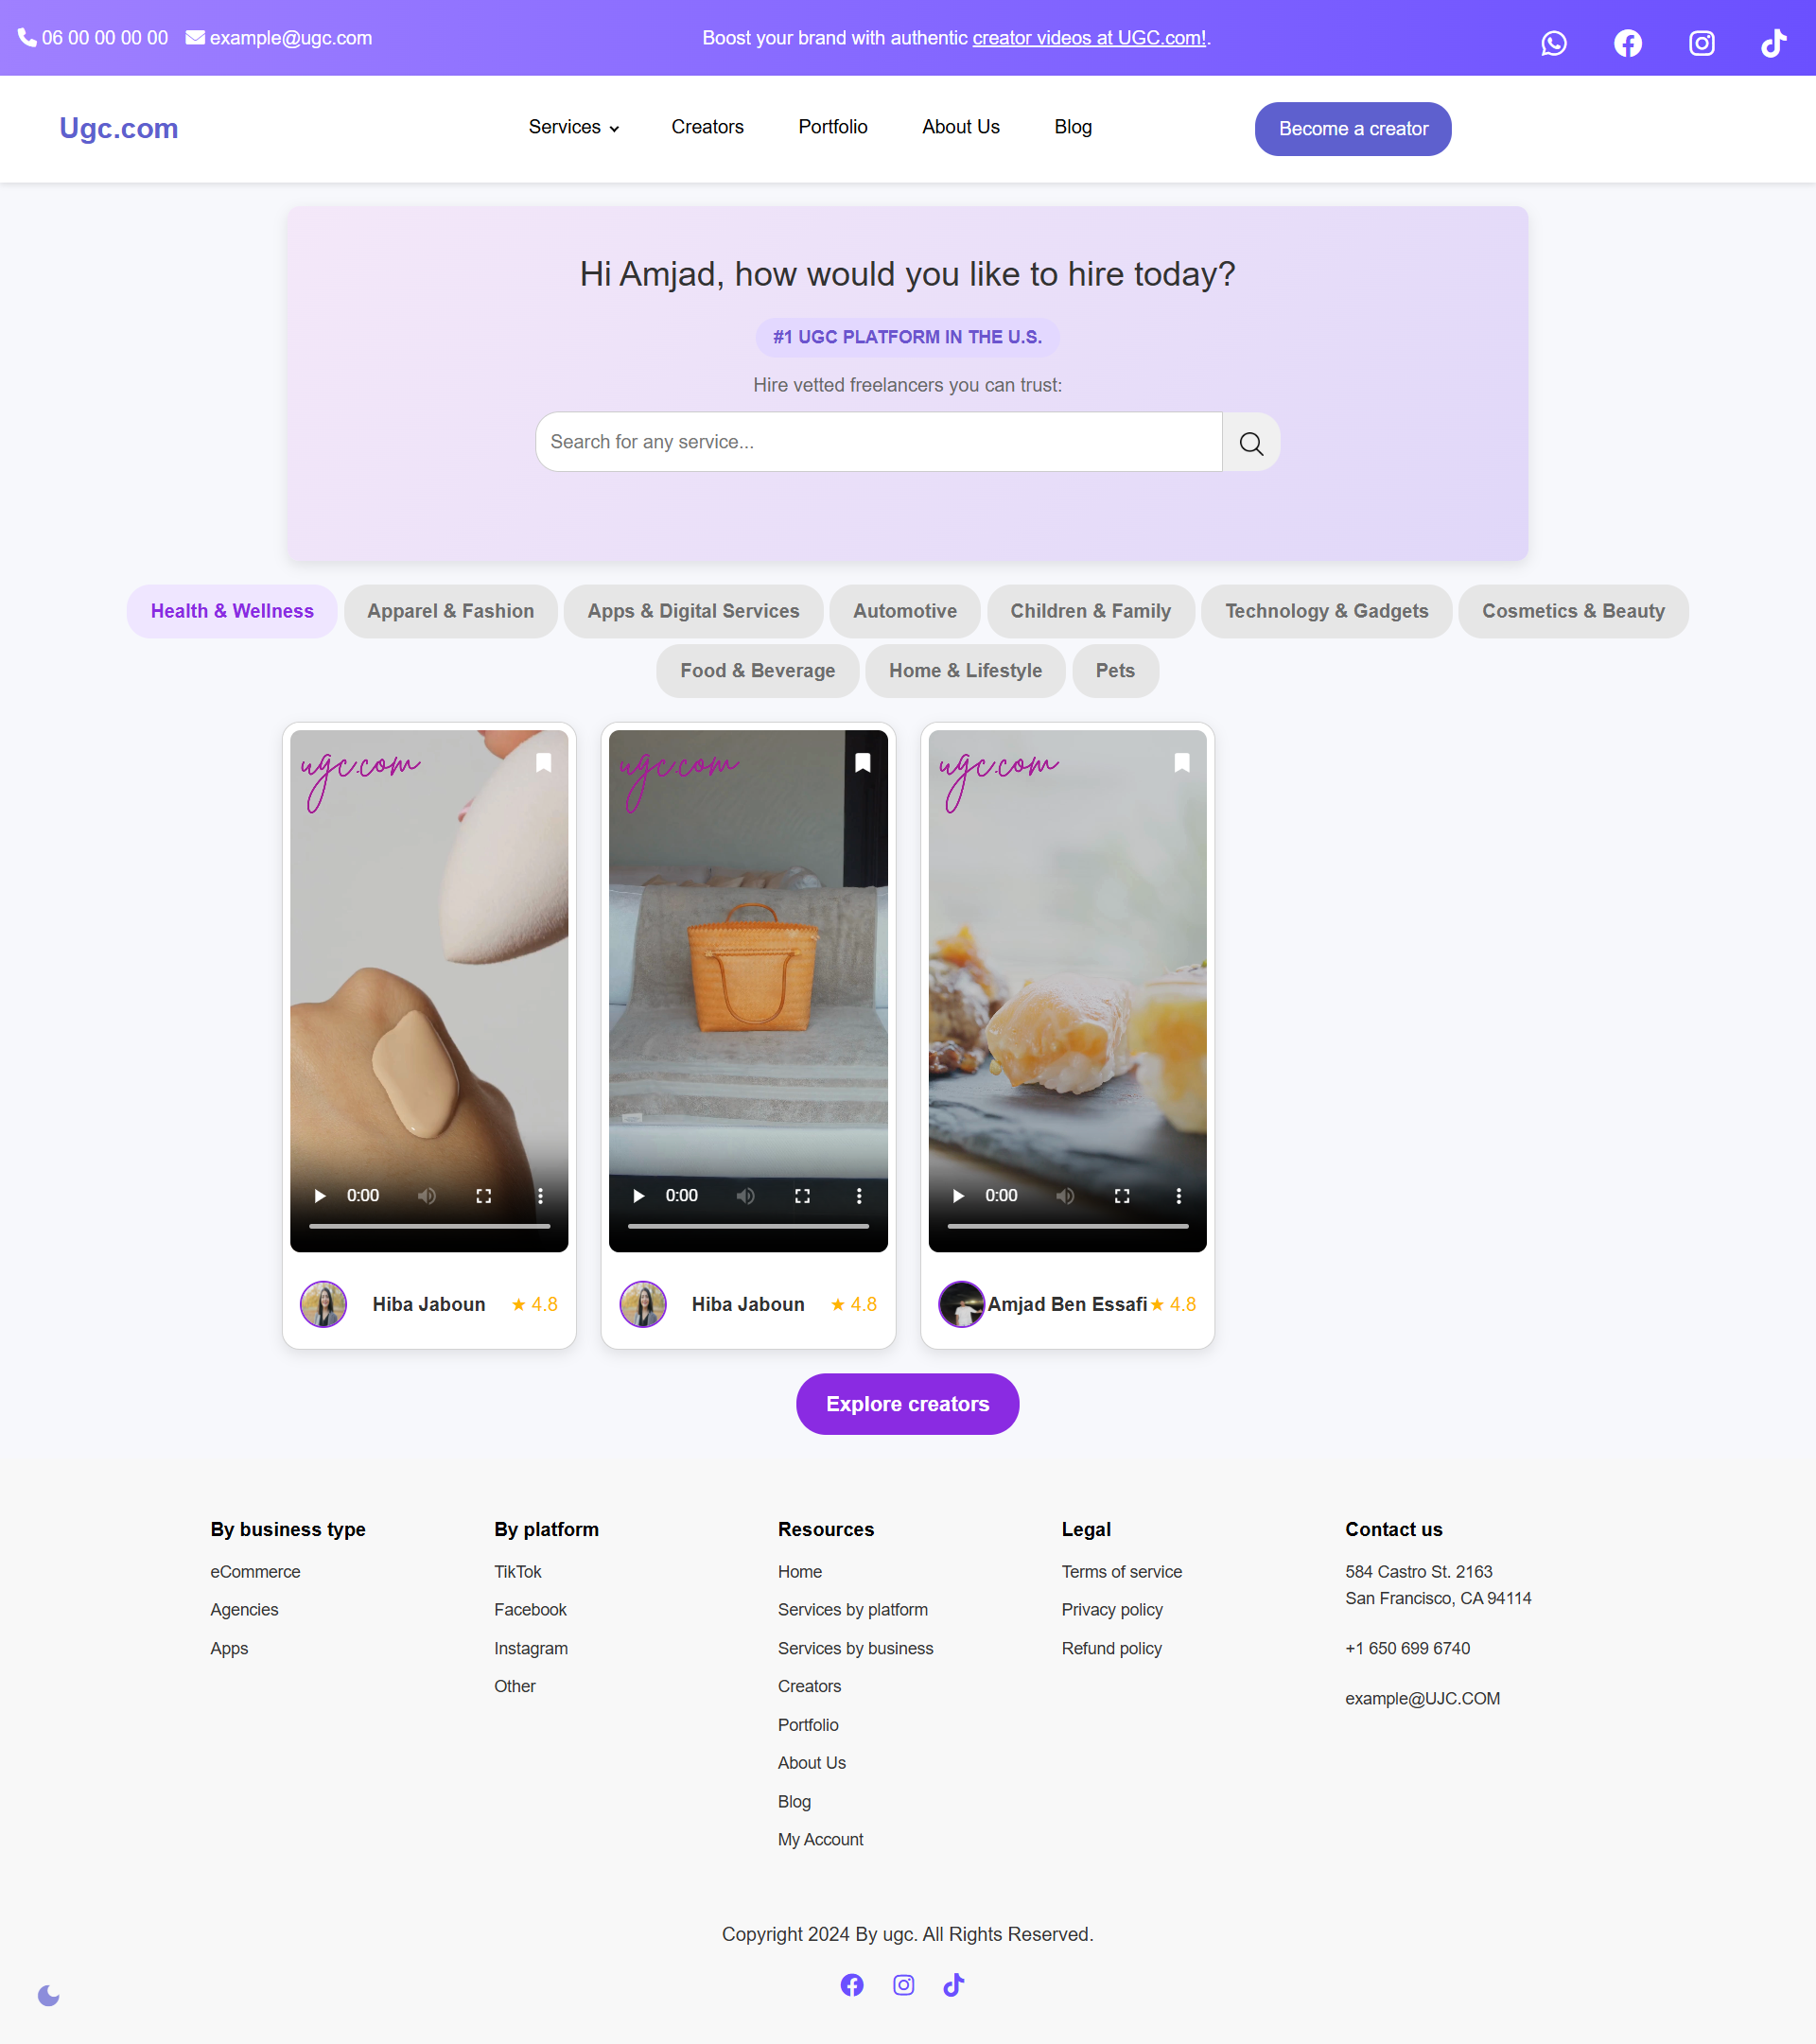 06 00 00 00 00 example@ugc.com
Boost your brand with authentic creator videos at UGC.com!.
Ugc.com
Services
Creators
Portfolio
About Us
Blog
Become a creator
Hi Amjad, how would you like to hire today?
#1 UGC PLATFORM IN THE U.S.
Hire vetted freelancers you can trust:
Search for any service...
Health & Wellness
Apparel & Fashion
Apps & Digital Services
Automotive
Children & Family
Technology & Gadgets
Cosmetics & Beauty
Food & Beverage
Home & Lifestyle
Pets
ugc.com
0:00
Hiba Jaboun
★ 4.8
ugc.com
0:00
Hiba Jaboun
★ 4.8
ugc.com
0:00
Amjad Ben Essafi
★ 4.8
Explore creators
By business type
eCommerce
Agencies
Apps
By platform
TikTok
Facebook
Instagram
Other
Resources
Home
Services by platform
Services by business
Creators
Portfolio
About Us
Blog
My Account
Legal
Terms of service
Privacy policy
Refund policy
Contact us
584 Castro St. 2163
San Francisco, CA 94114
+1 650 699 6740
example@UJC.COM
Copyright 2024 By ugc. All Rights Reserved.